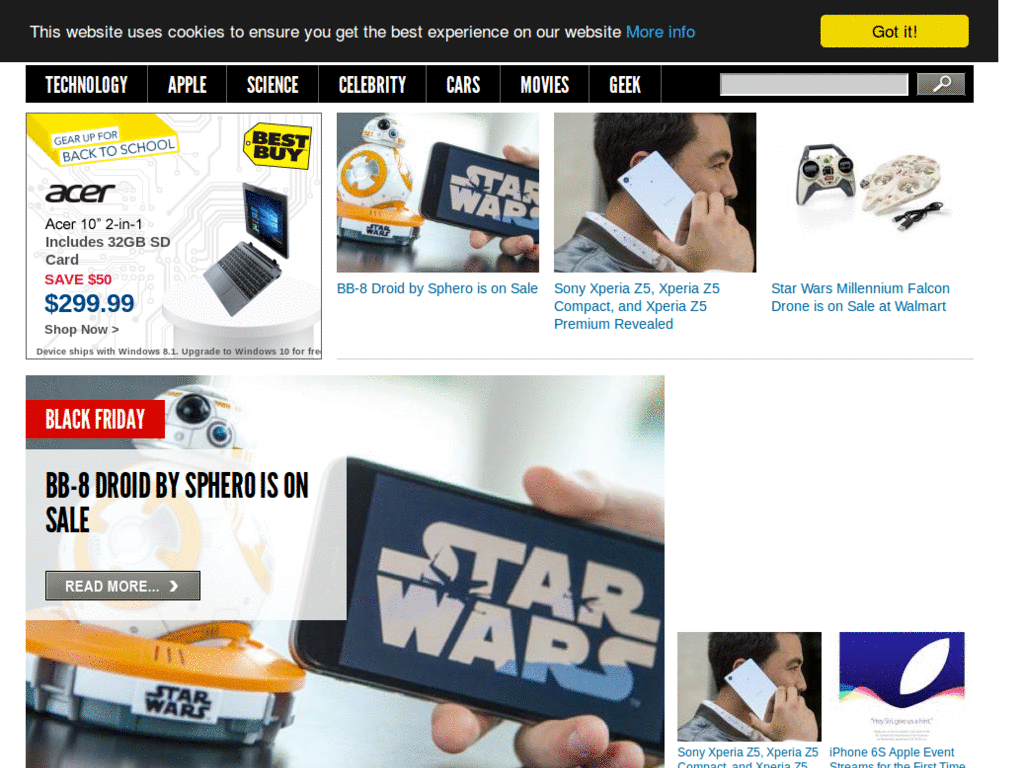 This website uses cookies to ensure you get the best experience on our website More info
Got it!
TECHNOLOGY
APPLE
SCIENCE
CELEBRITY
CARS
MOVIES
GEEK
GEAR UP FOR
BACK TO SCHOOL
BEST
BUY
acer
Acer 10" 2-in-1
Includes 32GB SD
Card
SAVE $50
$299.99
Shop Now >
Device ships with Windows 8.1. Upgrade to Windows 10 for free
STAR
WARS
STAR
WARS
BB-8 Droid by Sphero is on Sale
Sony Xperia Z5, Xperia Z5
Compact, and Xperia Z5
Premium Revealed
Star Wars Millennium Falcon
Drone is on Sale at Walmart
BLACK FRIDAY
BB-8 DROID BY SPHERO IS ON
SALE
READ MORE...
STAR
WARS
STAR
WARS
"Hey Siri, give us a hint."
Sony Xperia Z5, Xperia Z5
Compact, and Xperia Z5
iPhone 6S Apple Event
Streams for the First Time